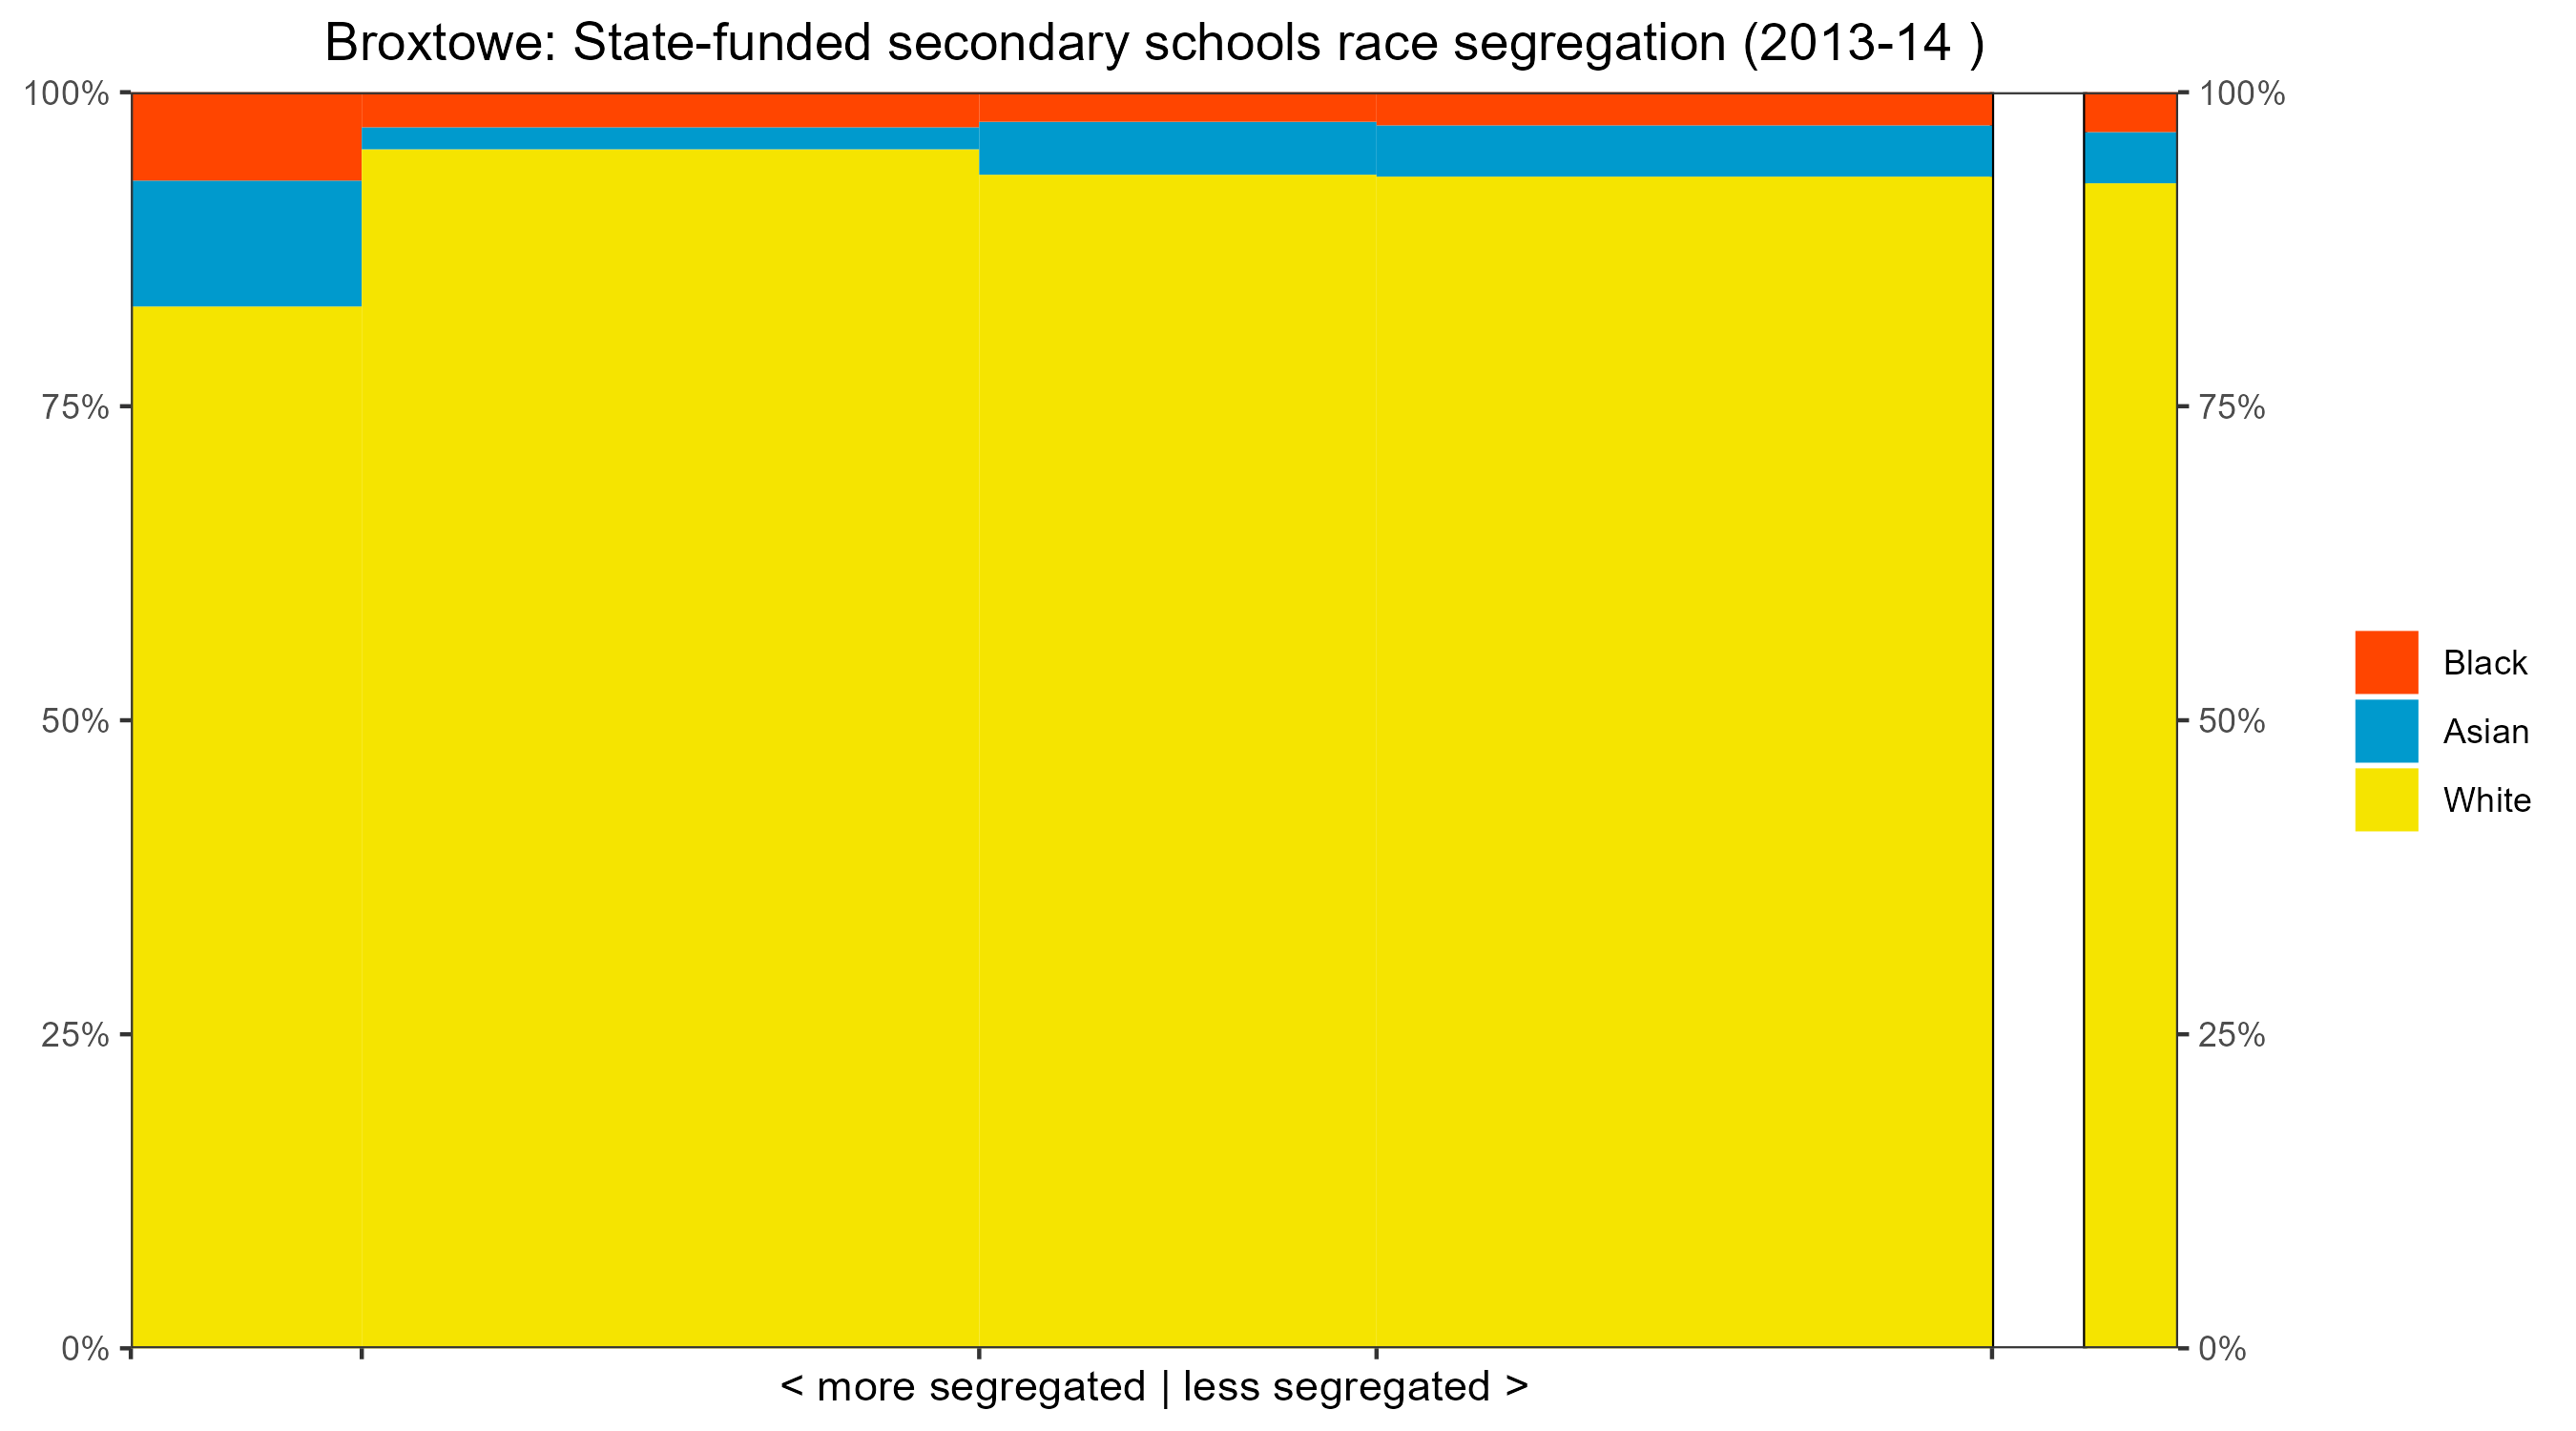 Broxtowe: State-funded secondary schools race segregation (2013-14 )
100%
75%
50%
25%
0%
100%
75%
50%
25%
0%
Black
Asian
White
< more segregated | less segregated >